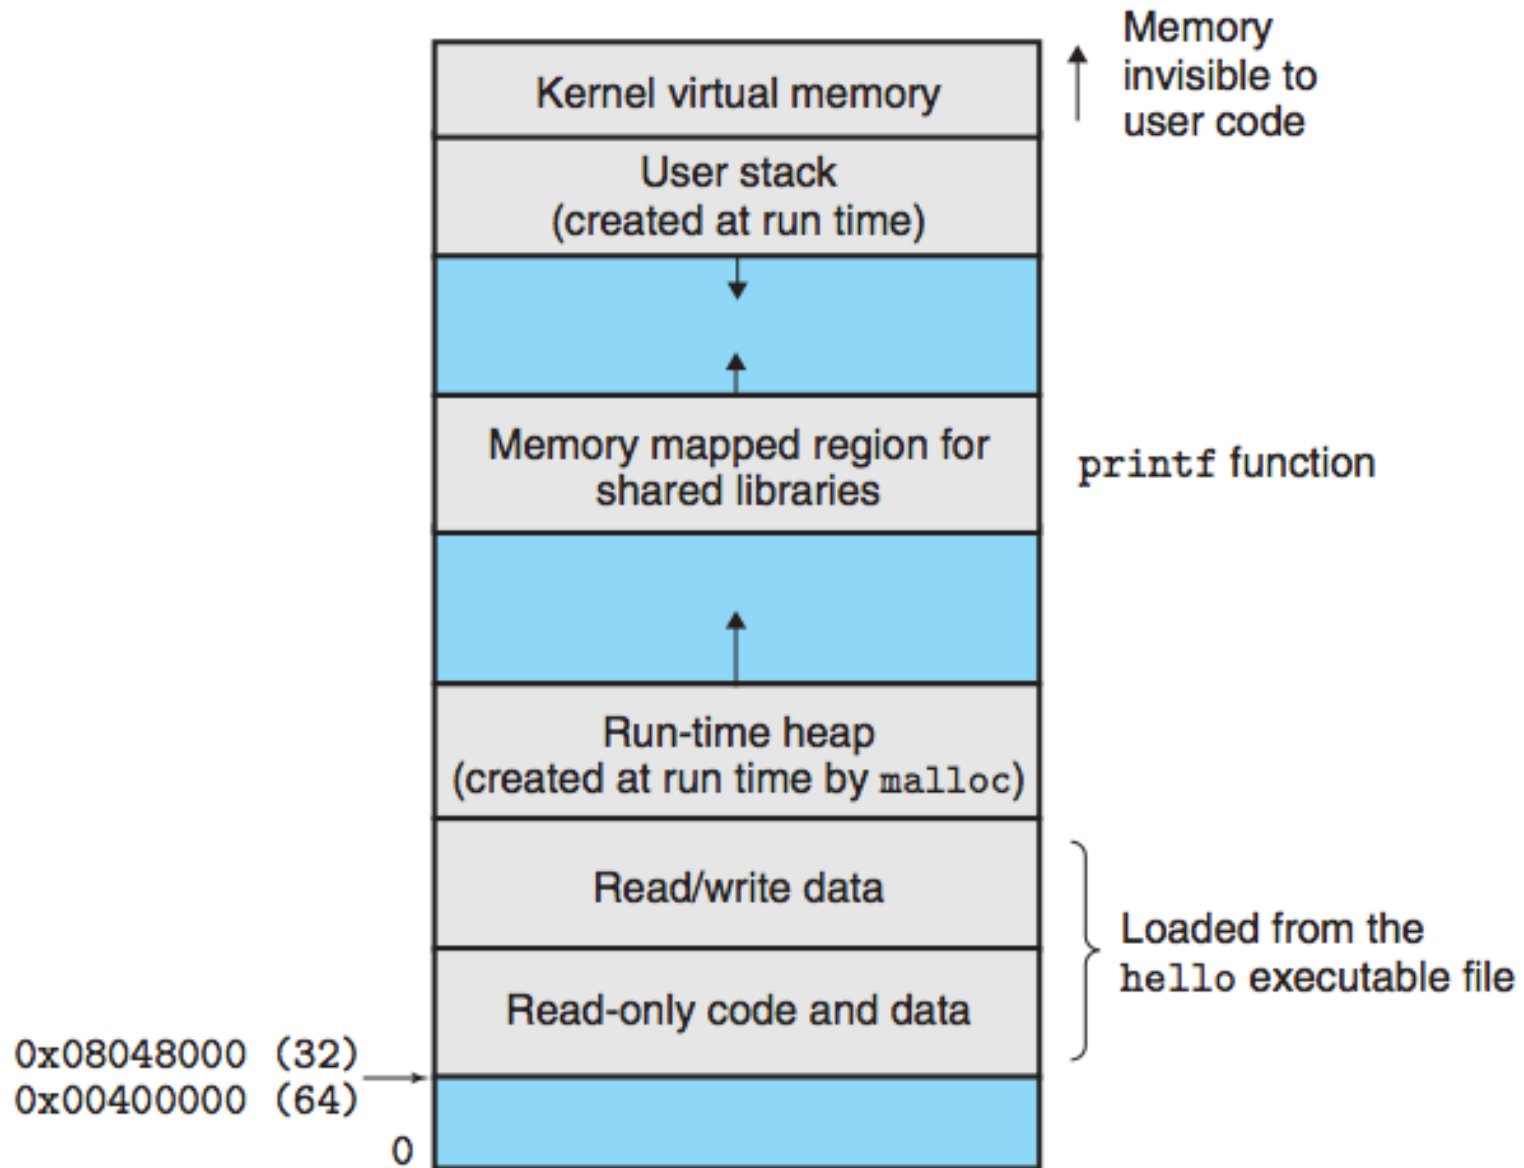 Memory
invisible to
user code
Kernel virtual memory
User stack
(created at run time)
Memory mapped region for
shared libraries
printf function
Run-time heap
(created at run time by malloc)
Read/write data
Loaded from the
hello executable file
Read-only code and data
0x08048000 (32)
0x00400000 (64)
0